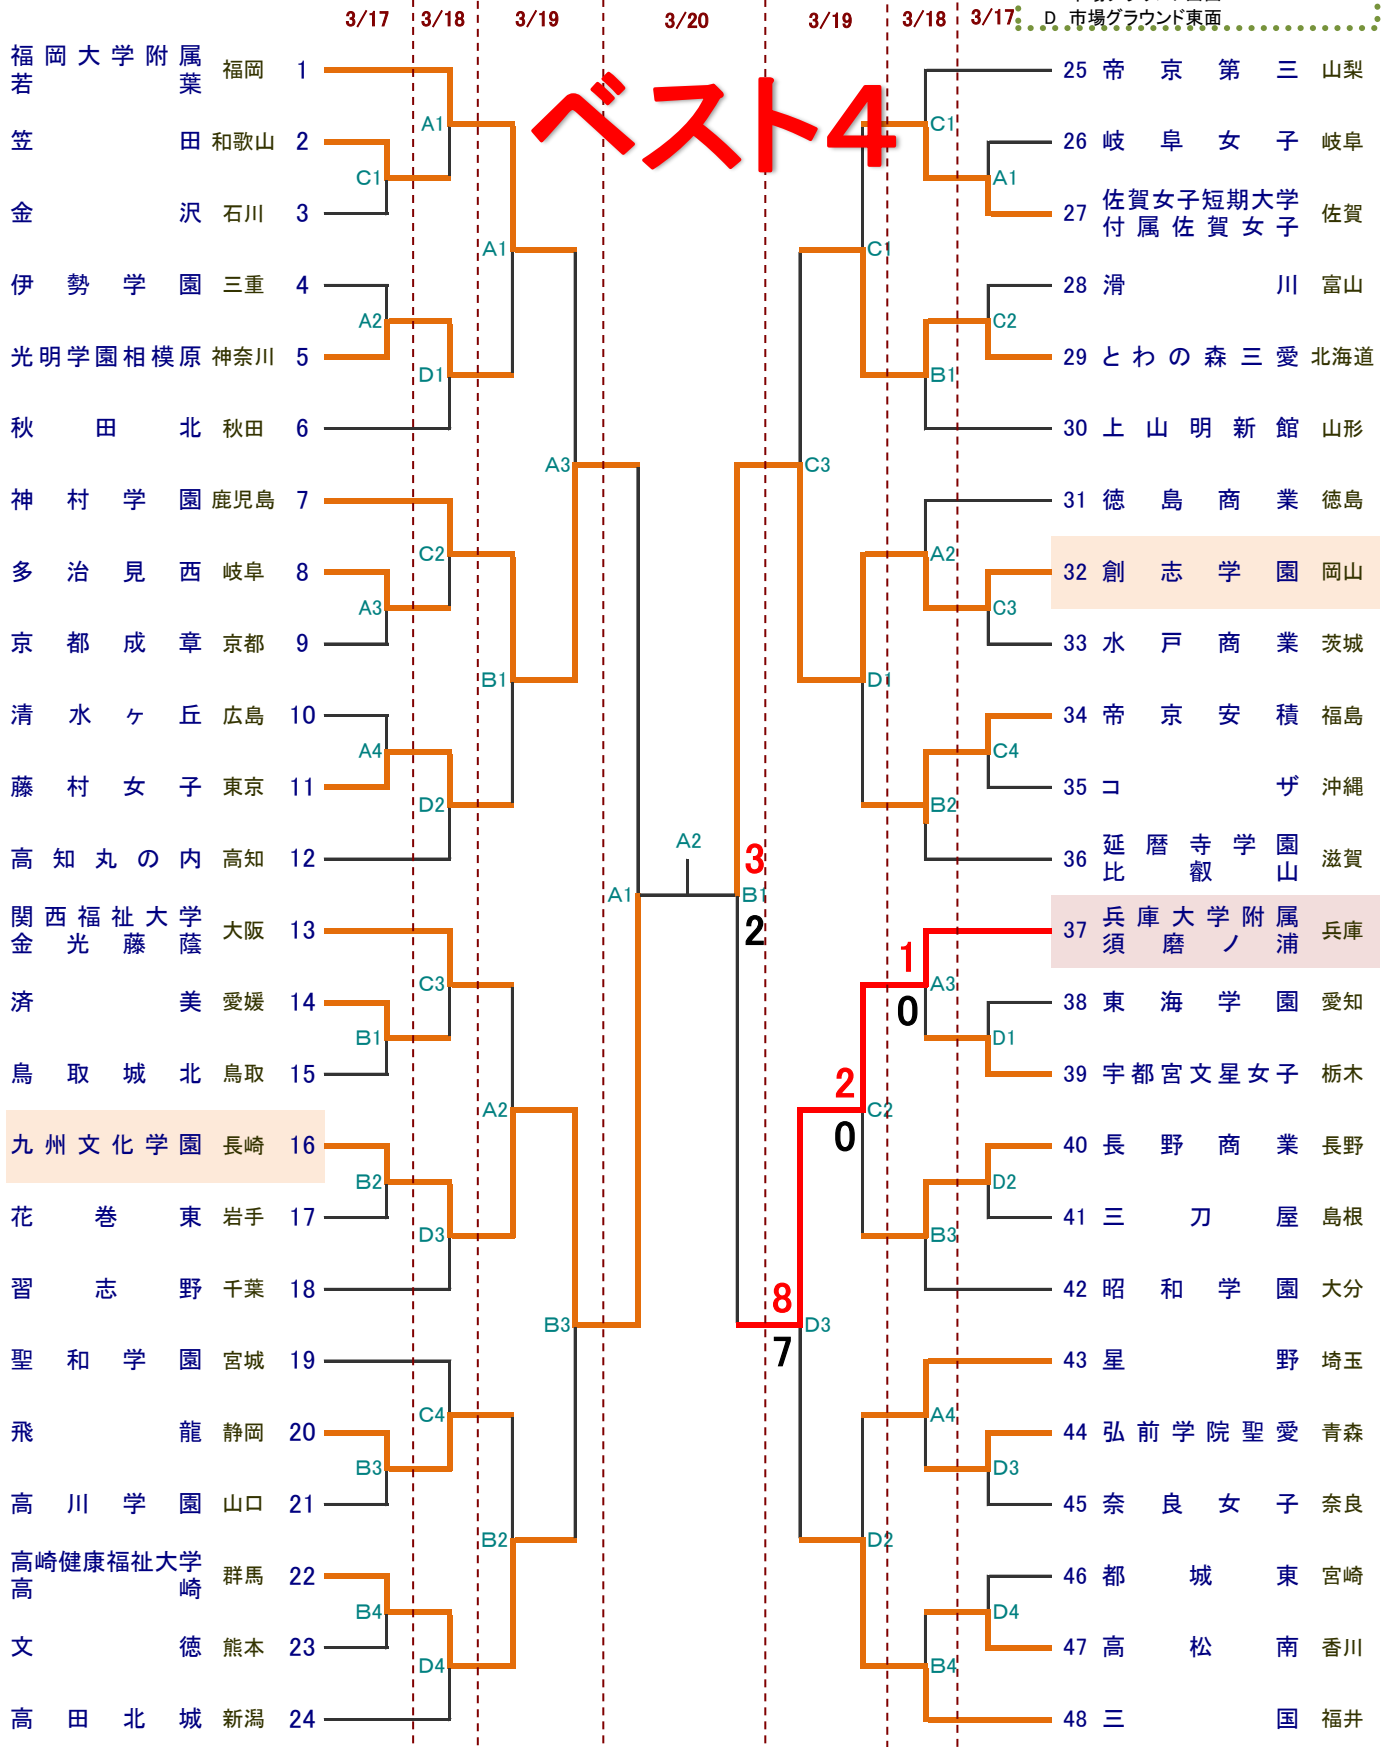 3/17 3/18 3/19 3/20 3/19 3/18 3/17
D 市場グラウンド東面
ベスト4
福岡大学附属若葉 福岡 1
笠田 和歌山 2
金沢 石川 3
伊勢学園 三重 4
光明学園相模原 神奈川 5
秋田北 秋田 6
神村学園 鹿児島 7
多治見西 岐阜 8
京都成章 京都 9
清水ヶ丘 広島 10
藤村女子 東京 11
高知丸の内 高知 12
関西福祉大学金光藤蔭 大阪 13
済美 愛媛 14
鳥取城北 鳥取 15
九州文化学園 長崎 16
花巻東 岩手 17
習志野 千葉 18
聖和学園 宮城 19
飛龍 静岡 20
高川学園 山口 21
高崎健康福祉大学高崎 群馬 22
文徳 熊本 23
高田北城 新潟 24
C1
A2
A3
A4
B1
B2
B3
B4
A1
D1
C2
D2
C3
D3
C4
D4
A1
B1
A2
B2
A3
B3
A1
A2
B1
3
2
C3
D3
8
7
C1
D1
C2
2
0
D2
C1
B1
A2
B2
A3
1
0
B3
A4
B4
A1
C2
C3
C4
D1
D2
D3
D4
25 帝京第三 山梨
26 岐阜女子 岐阜
27 佐賀女子短期大学付属佐賀女子 佐賀
28 滑川 富山
29 とわの森三愛 北海道
30 上山明新館 山形
31 徳島商業 徳島
32 創志学園 岡山
33 水戸商業 茨城
34 帝京安積 福島
35 コザ 沖縄
36 延暦寺学園比叡山 滋賀
37 兵庫大学附属須磨ノ浦 兵庫
38 東海学園 愛知
39 宇都宮文星女子 栃木
40 長野商業 長野
41 三刀屋 島根
42 昭和学園 大分
43 星野 埼玉
44 弘前学院聖愛 青森
45 奈良女子 奈良
46 都城東 宮崎
47 高松南 香川
48 三国 福井